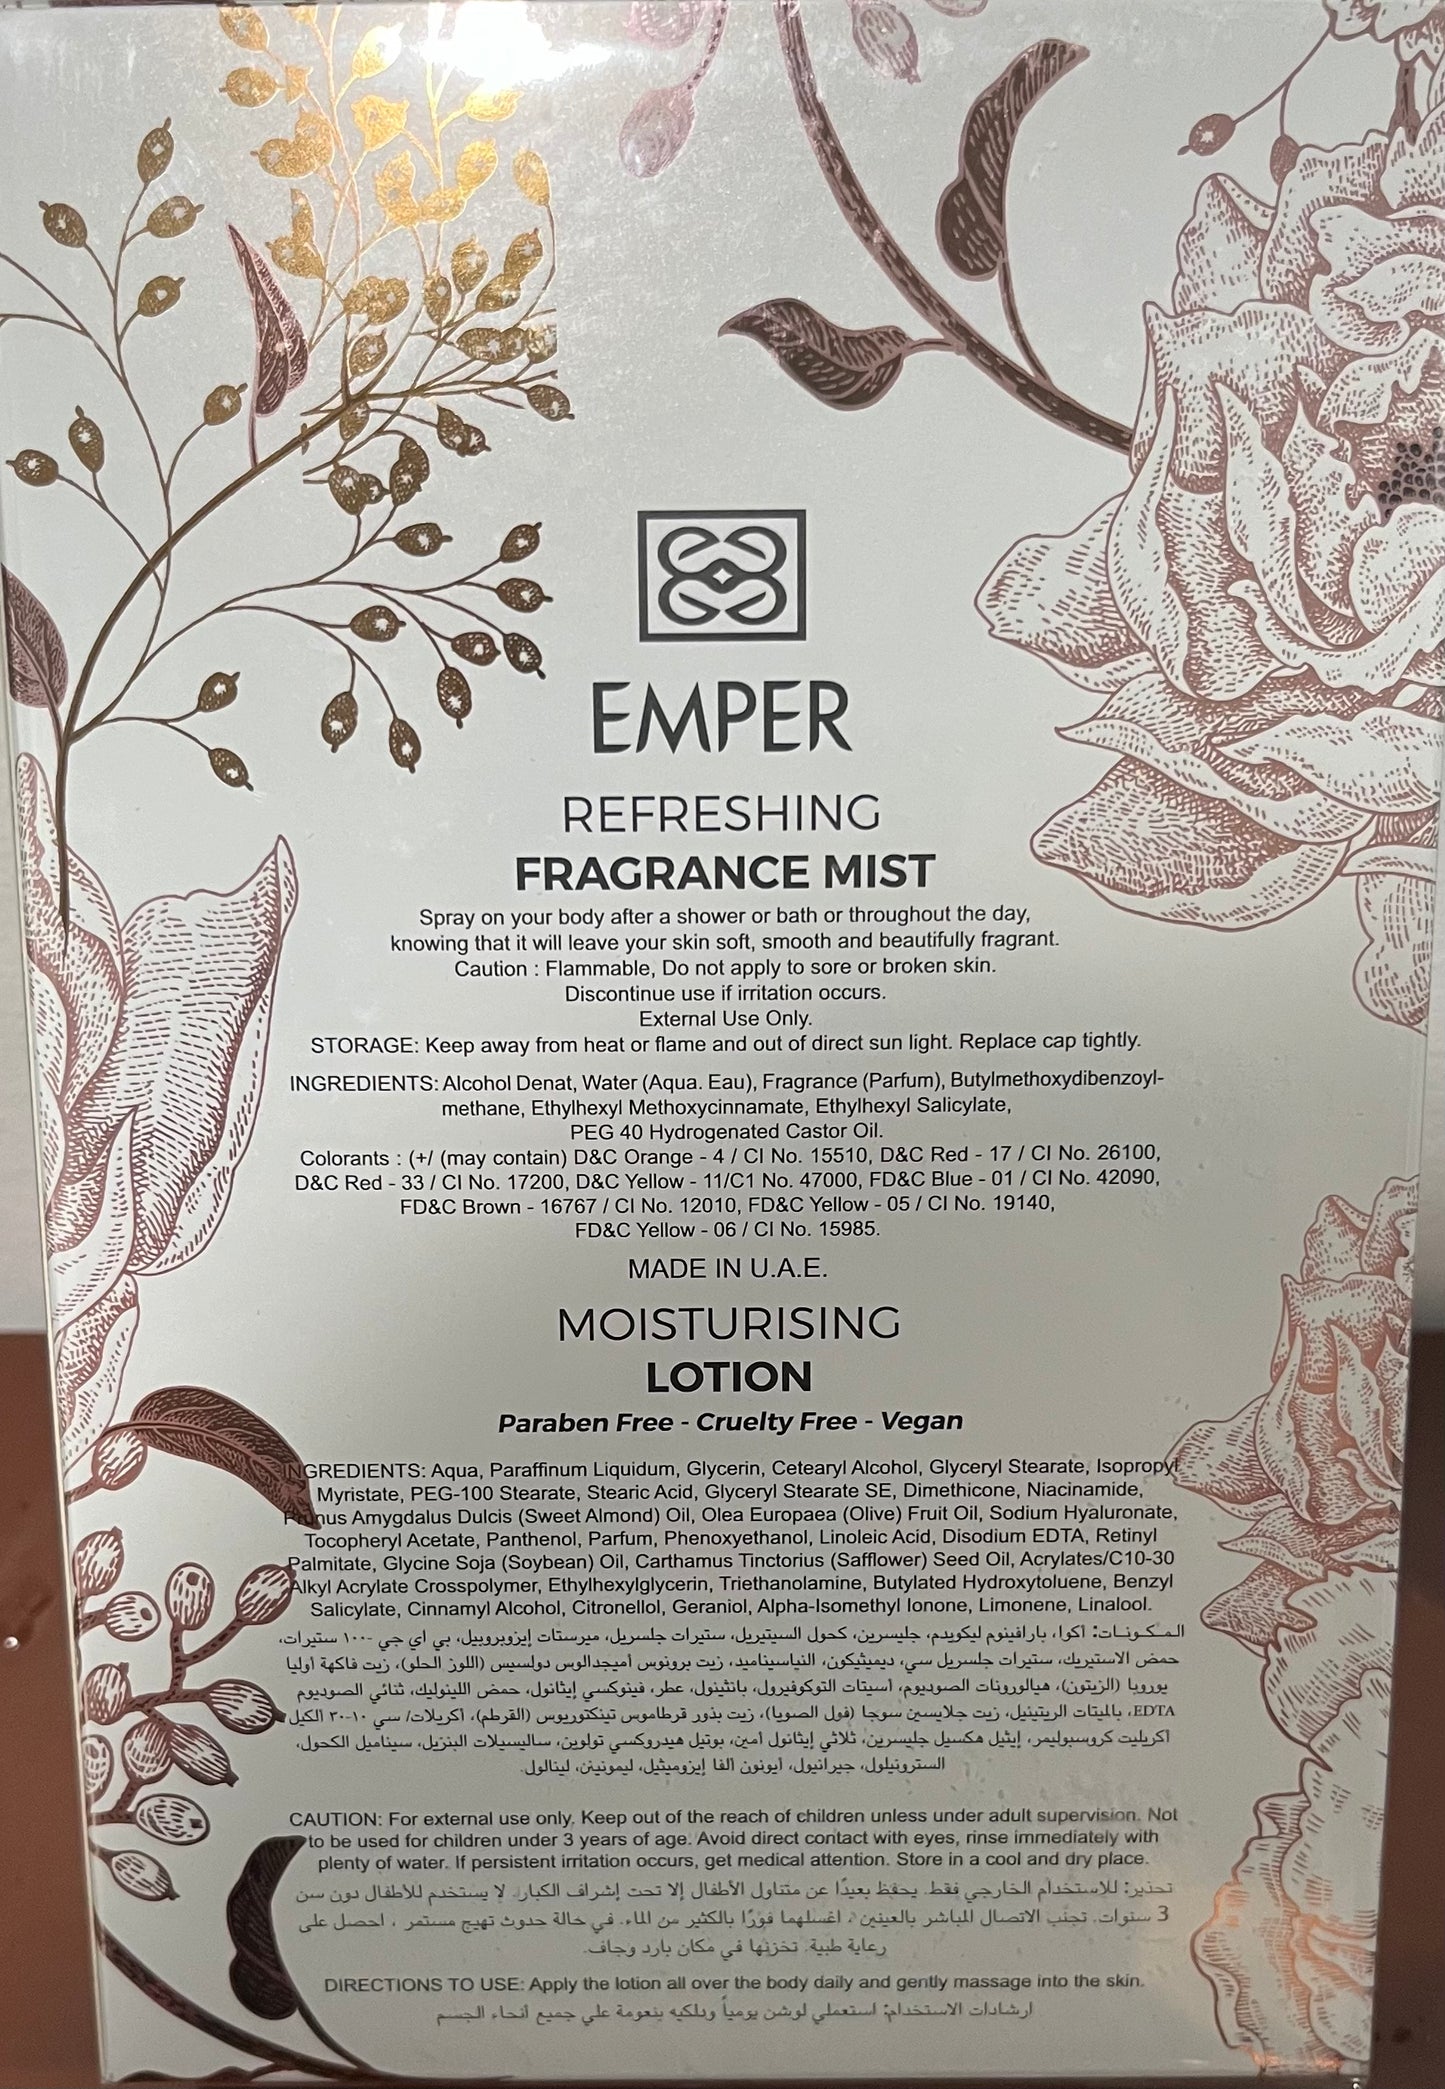 EMPER
REFRESHING
FRAGRANCE MIST
Spray on your body after a shower or bath or throughout the day,
knowing that it will leave your skin soft, smooth and beautifully fragrant.
Caution : Flammable, Do not apply to sore or broken skin.
Discontinue use if irritation occurs.
External Use Only.
STORAGE: Keep away from heat or flame and out of direct sun light. Replace cap tightly.
INGREDIENTS: Alcohol Denat, Water (Aqua. Eau), Fragrance (Parfum), Butylmethoxydibenzoyl-
methane, Ethylhexyl Methoxycinnamate, Ethylhexyl Salicylate,
PEG 40 Hydrogenated Castor Oil.
Colorants : (+/ (may contain) D&C Orange - 4 / CI No. 15510, D&C Red - 17 / CI No. 26100,
D&C Red - 33 / CI No. 17200, D&C Yellow - 11/C1 No. 47000, FD&C Blue - 01 / CI No. 42090,
FD&C Brown - 16767 / CI No. 12010, FD&C Yellow - 05 / CI No. 19140,
FD&C Yellow - 06 / CI No. 15985.
MADE IN U.A.E.
MOISTURISING
LOTION
Paraben Free - Cruelty Free - Vegan
INGREDIENTS: Aqua, Paraffinum Liquidum, Glycerin, Cetearyl Alcohol, Glyceryl Stearate, Isopropyl
Myristate, PEG-100 Stearate, Stearic Acid, Glyceryl Stearate SE, Dimethicone, Niacinamide,
Prunus Amygdalus Dulcis (Sweet Almond) Oil, Olea Europaea (Olive) Fruit Oil, Sodium Hyaluronate,
Tocopheryl Acetate, Panthenol, Parfum, Phenoxyethanol, Linoleic Acid, Disodium EDTA, Retinyl
Palmitate, Glycine Soja (Soybean) Oil, Carthamus Tinctorius (Safflower) Seed Oil, Acrylates/C10-30
Alkyl Acrylate Crosspolymer, Ethylhexylglycerin, Triethanolamine, Butylated Hydroxytoluene, Benzyl
Salicylate, Cinnamyl Alcohol, Citronellol, Geraniol, Alpha-Isomethyl Ionone, Limonene, Linalool.
المكونات: أكوا، بارافينوم ليكويدم، جليسرين، كحول السيتيريل، ستيرات جلسريل، ميرستات إيزوبروبيل، بي اي جي -١٠٠ ستيرات،
حمض الاستيريك، ستيرات جلسريل سي، ديميثيكون، النياسيناميد، زيت برونوس أميجدالوس دولسيس (اللوز الحلو)، زيت فاكهة أوليا
يوروبا (الزيتون)، هيالورونات الصوديوم، أسيتات التوكوفيرول، بانثينول، عطر، فينوكسي إيثانول، حمض اللينوليك، ثنائي الصوديوم
EDTA، بالميتات الريتينيل، زيت جلايسين سوجا (فول الصويا)، زيت بذور قرطاموس تينكتوريوس (القرطم)، أكريلات/ سي ١٠-٣٠ الكيل
أكريليت كروسبوليمر، إيثيل هكسيل جليسرين، ثلاثي إيثانول أمين، بوتيل هيدروكسي تولوين، ساليسيلات البنزيل، سيناميل الكحول،
السترونيلول، جيرانيول، أيونون ألفا إيزوميثيل، ليمونين، لينالول.
CAUTION: For external use only. Keep out of the reach of children unless under adult supervision. Not
to be used for children under 3 years of age. Avoid direct contact with eyes, rinse immediately with
plenty of water. If persistent irritation occurs, get medical attention. Store in a cool and dry place.
تحذير: للاستخدام الخارجي فقط. يحفظ بعيدًا عن متناول الأطفال إلا تحت إشراف الكبار. لا يستخدم للأطفال دون سن
3 سنوات. تجنب الاتصال المباشر بالعينين، اغسلهما فورًا بالكثير من الماء. في حالة حدوث تهيج مستمر ، احصل على
رعاية طبية. تخزنها في مكان بارد وجاف.
DIRECTIONS TO USE: Apply the lotion all over the body daily and gently massage into the skin.
ارشادات الاستخدام: استعملي لوشن يومياً ودلكيه بنعومة علي جميع أنحاء الجسم